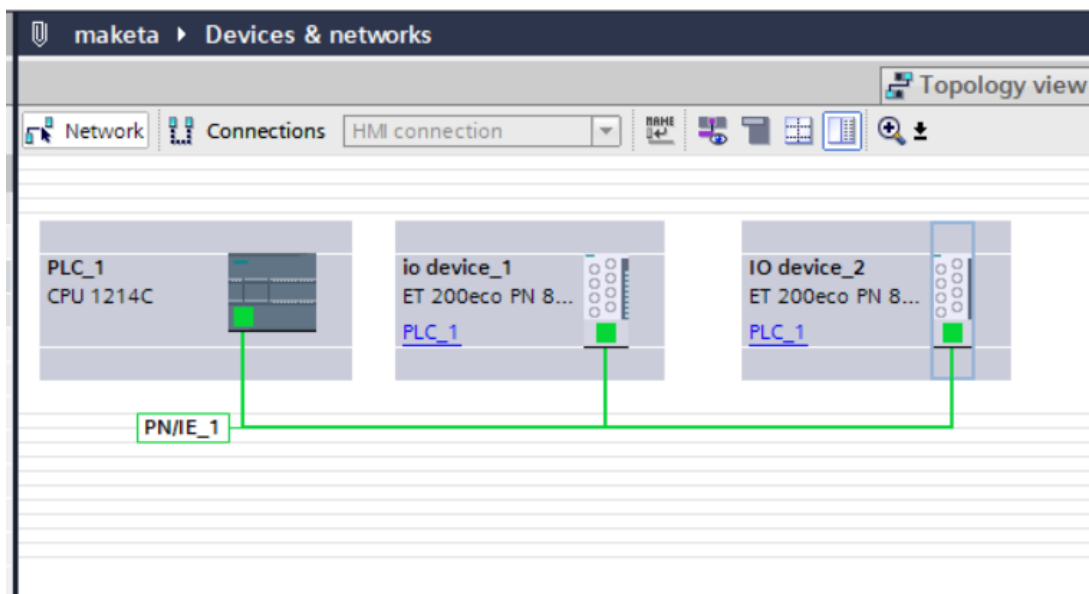 maketa ▸ Devices & networks
Topology view
Network Connections HMI connection
NAME
PLC_1
CPU 1214C
io device_1
ET 200eco PN 8...
PLC_1
IO device_2
ET 200eco PN 8...
PLC_1
PN/IE_1